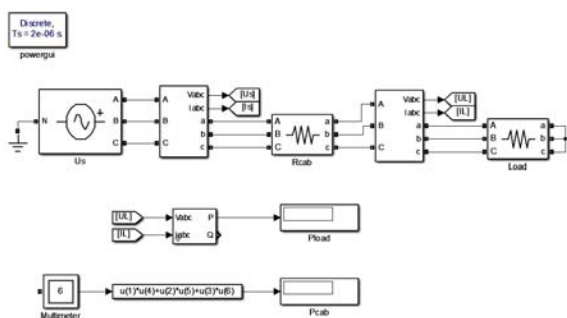 Discrete,
Ts = 2e-06 s.
powergui
N
A
B
C
Us
A
B
C
Vabc
Iabc
a
b
c
[Us]
[Is]
A
B
C
a
b
c
Rcab
A
B
C
Vabc
Iabc
a
b
c
[UL]
[IL]
A
B
C
a
b
c
Load
[UL]
[IL]
Vabc
Iabc
P
Q
Pload
6
Multimeter
u(1)*u(4)+u(2)*u(5)+u(3)*u(6)
Pcab